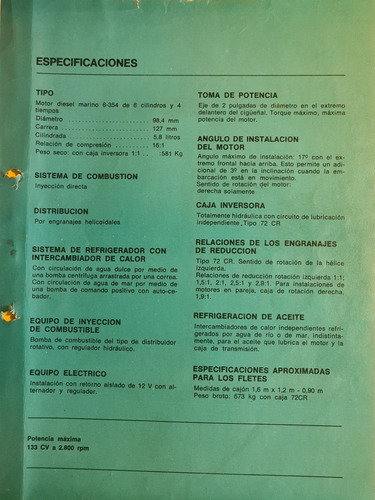 ESPECIFICACIONES
TIPO
Motor diesel marino 6-354 de 6 cilindros y 4
tiempos
Diámetro 98,4 mm
Carrera 127 mm
Cilindrada 5,8 litros
Relación de compresión 16:1
Peso seco: con caja inversora 1:1 . . :581 Kg
SISTEMA DE COMBUSTION
Inyección directa
DISTRIBUCION
Por engranajes helicoidales
SISTEMA DE REFRIGERADOR CON
INTERCAMBIADOR DE CALOR
Con circulación de agua dulce por medio de
una bomba centrífuga arrastrada por una correa.
Con circulación de agua de mar por medio de
una bomba de comando positivo con auto-ce-
bador.
EQUIPO DE INYECCION
DE COMBUSTIBLE
Bomba de combustible del tipo de distribuidor
rotativo, con regulador hidráulico.
EQUIPO ELECTRICO
Instalación con retorno aislado de 12 V con al-
ternador y regulador.
TOMA DE POTENCIA
Eje de 2 pulgadas de diámetro en el extremo
delantero del cigüeñal. Torque máximo, máxima
potencia del motor.
ANGULO DE INSTALACION
DEL MOTOR
Angulo máximo de instalación: 17º con el ex-
tremo frontal hacia arriba. Esto permite un adi-
cional de 3º en la inclinación cuando la em-
barcación está en movimiento.
Sentido de rotación del motor:
derecha solamente
CAJA INVERSORA
Totalmente hidráulica con circuito de lubricación
independiente, Tipo 72 CR
RELACIONES DE LOS ENGRANAJES
DE REDUCCION
Tipo 72 CR. Sentido de rotación de la hélice
izquierda.
Relaciones de reducción rotación izquierda 1:1;
1,5:1, 2:1, 2,5:1 y 2,9:1. Para instalaciones de
motores en pareja, caja de rotación derecha,
1,9:1.
REFRIGERACION DE ACEITE
Intercambiadores de calor independientes refri-
gerados por agua de río o de mar, indistinta-
mente, para el aceite que lubrica el motor y la
caja de transmisión.
ESPECIFICACIONES APROXIMADAS
PARA LOS FLETES
Medidas de cajón 1,6 m x 1,2 m - 0,90 m
Peso bruto: 673 kg con caja 72CR
Potencia máxima
133 CV a 2.800 rpm